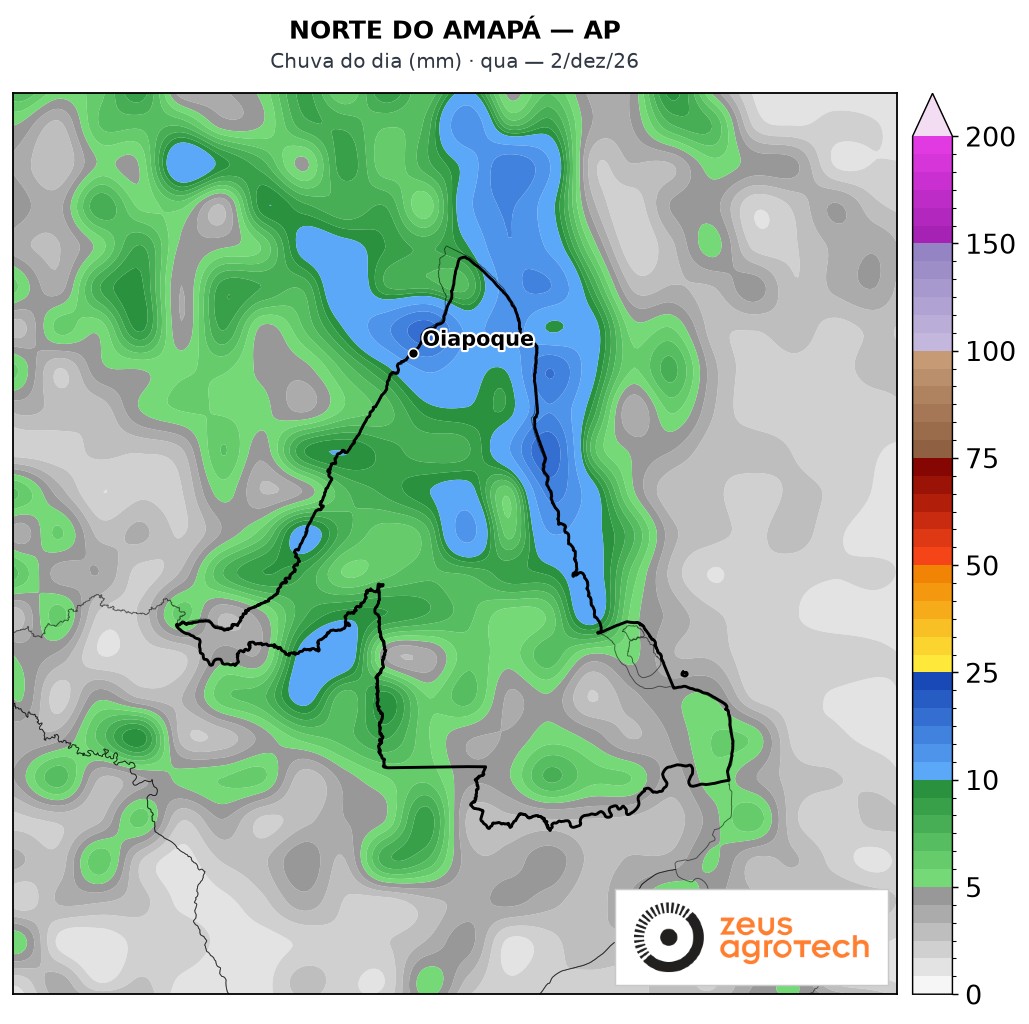 NORTE DO AMAPÁ — AP
Chuva do dia (mm) · qua — 2/dez/26
Oiapoque
200
150
100
75
50
25
10
5
0
zeus
agrotech